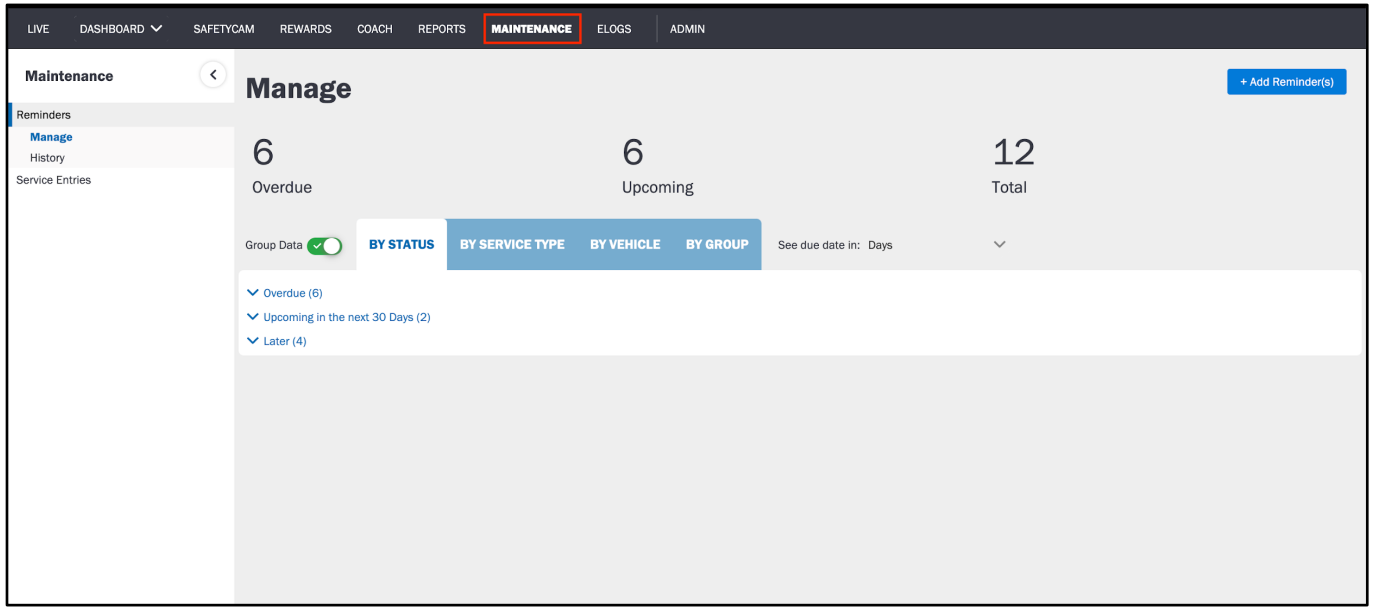 LIVE DASHBOARD SAFETYCAM REWARDS COACH REPORTS MAINTENANCE ELOGS ADMIN
Maintenance
Reminders
Manage
History
Service Entries
Manage
+ Add Reminder(s)
6 6 12
Overdue Upcoming Total
Group Data BY STATUS BY SERVICE TYPE BY VEHICLE BY GROUP See due date in: Days
Overdue (6)
Upcoming in the next 30 Days (2)
Later (4)